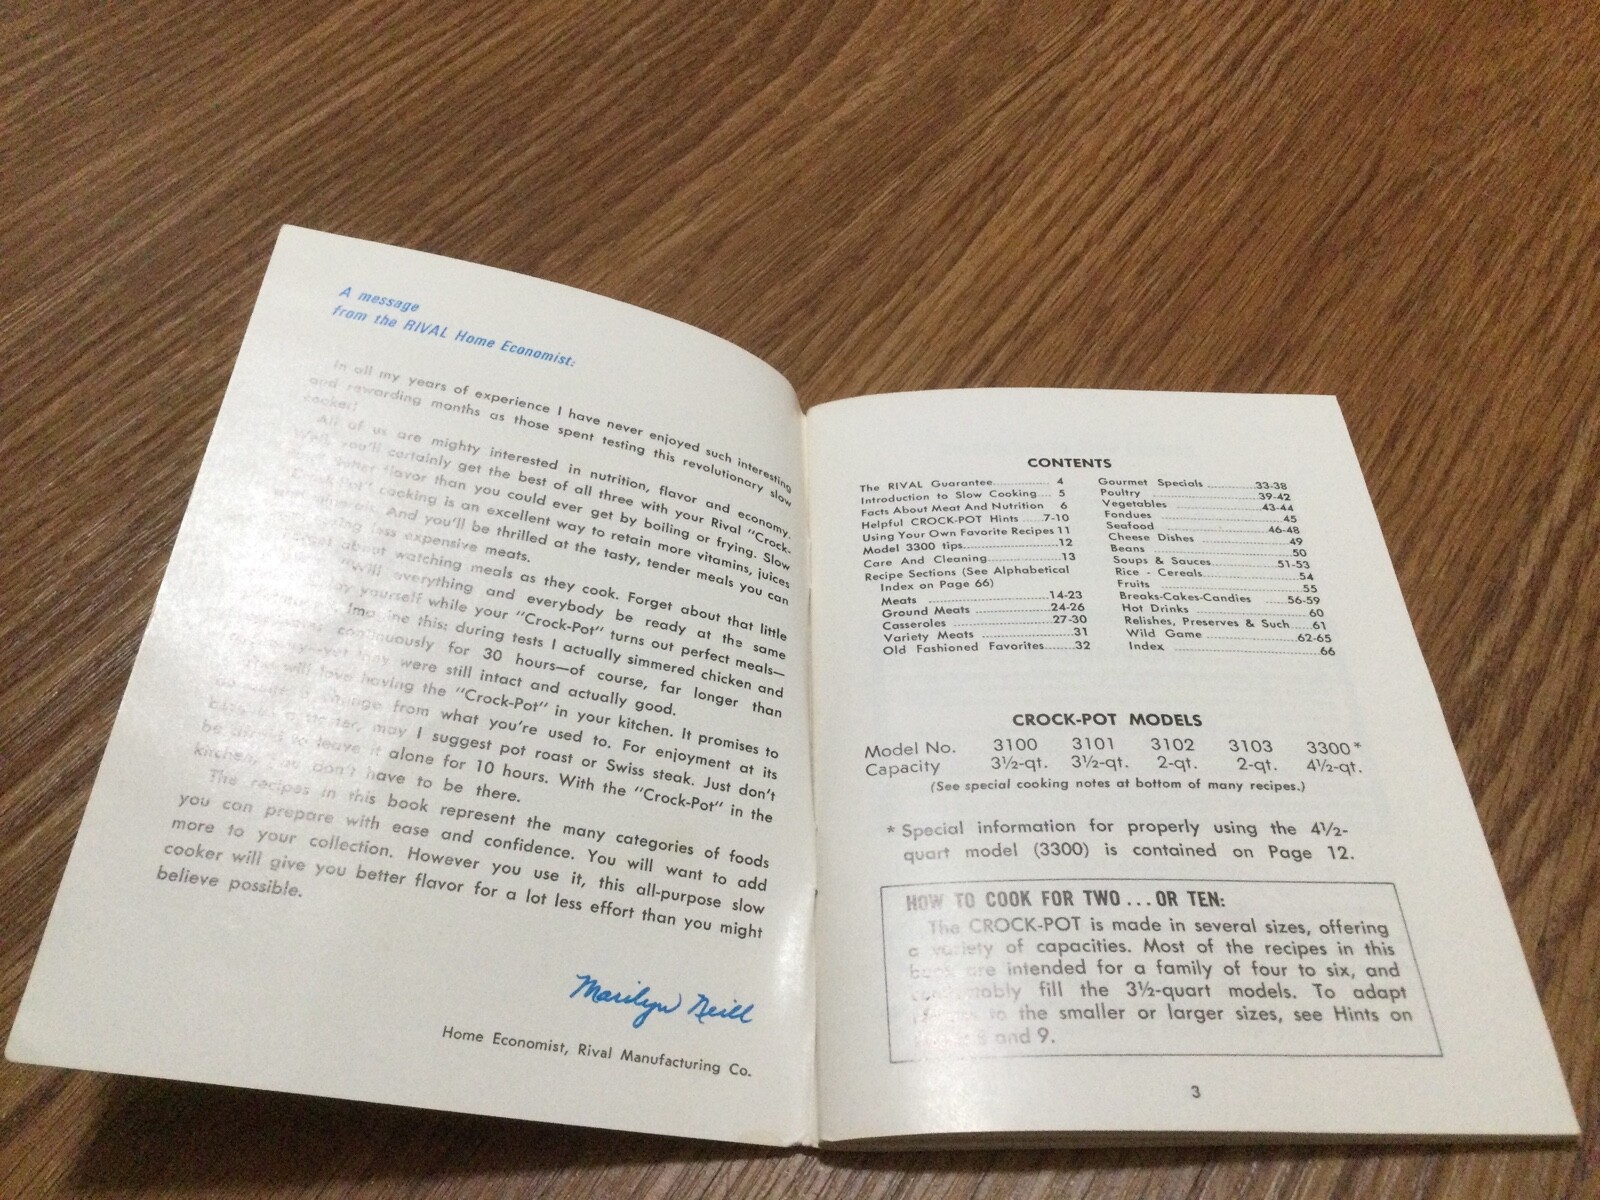 A message
from the RIVAL Home Economist:
In all my years of experience I have never enjoyed such interesting
and rewarding months as those spent testing this revolutionary slow
cooker!
All of us are mighty interested in nutrition, flavor and economy.
Well, you'll certainly get the best of all three with your Rival "Crock-
better flavor than you could ever get by boiling or frying. Slow
Crock-Pot" cooking is an excellent way to retain more vitamins, juices
and minerals. And you'll be thrilled at the tasty, tender meals you can
using less expensive meats.
Forget about watching meals as they cook. Forget about that little
Will everything and everybody be ready at the same
yourself while your "Crock-Pot" turns out perfect meals—
Imagine this: during tests I actually simmered chicken and
continuously for 30 hours—of course, far longer than
yet they were still intact and actually good.
You will love having the "Crock-Pot" in your kitchen. It promises to
change from what you're used to. For enjoyment at its
starter, may I suggest pot roast or Swiss steak. Just don't
be afraid to leave it alone for 10 hours. With the "Crock-Pot" in the
kitchen, you don't have to be there.
The recipes in this book represent the many categories of foods
you can prepare with ease and confidence. You will want to add
more to your collection. However you use it, this all-purpose slow
cooker will give you better flavor for a lot less effort than you might
believe possible.
Marilyn Neill
Home Economist, Rival Manufacturing Co.
CONTENTS
The RIVAL Guarantee 4
Introduction to Slow Cooking 5
Facts About Meat And Nutrition 6
Helpful CROCK-POT Hints 7-10
Using Your Own Favorite Recipes 11
Model 3300 tips 12
Care And Cleaning 13
Recipe Sections (See Alphabetical
Index on Page 66)
Meats 14-23
Ground Meats 24-26
Casseroles 27-30
Variety Meats 31
Old Fashioned Favorites 32
Gourmet Specials 33-38
Poultry 39-42
Vegetables 43-44
Fondues 45
Seafood 46-48
Cheese Dishes 49
Beans 50
Soups & Sauces 51-53
Rice - Cereals 54
Fruits 55
Breaks-Cakes-Candies 56-59
Hot Drinks 60
Relishes, Preserves & Such 61
Wild Game 62-65
Index 66
CROCK-POT MODELS
Model No. 3100 3101 3102 3103 3300*
Capacity 3½-qt. 3½-qt. 2-qt. 2-qt. 4½-qt.
(See special cooking notes at bottom of many recipes.)
* Special information for properly using the 4½-
quart model (3300) is contained on Page 12.
HOW TO COOK FOR TWO...OR TEN:
The CROCK-POT is made in several sizes, offering
a variety of capacities. Most of the recipes in this
book are intended for a family of four to six, and
comfortably fill the 3½-quart models. To adapt
to the smaller or larger sizes, see Hints on
8 and 9.
3